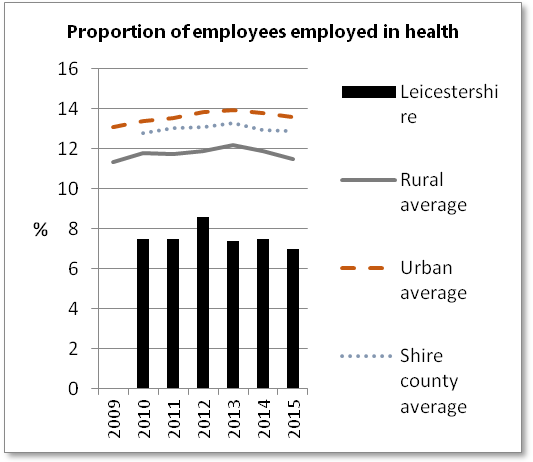 Proportion of employees employed in health
16
14
12
10
8
6
4
2
0
%
2009
2010
2011
2012
2013
2014
2015
Leicestershi
re
Rural
average
Urban
average
Shire
county
average